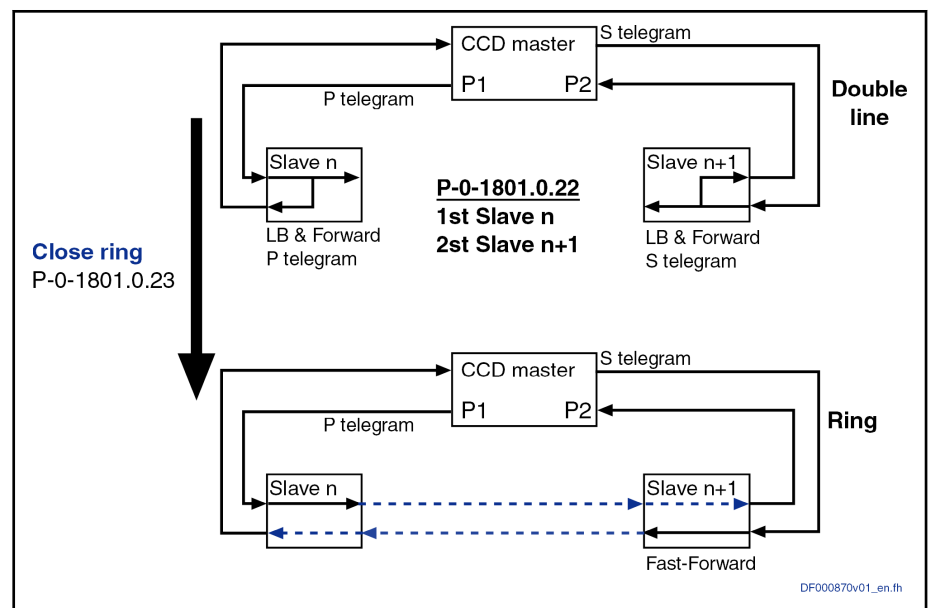 CCD master
S telegram
P1
P2
P telegram
Double
line
Slave n
Slave n+1
P-0-1801.0.22
1st Slave n
2st Slave n+1
LB & Forward
P telegram
LB & Forward
S telegram
Close ring
P-0-1801.0.23
CCD master
S telegram
P1
P2
P telegram
Ring
Slave n
Slave n+1
Fast-Forward
DF000870v01_en.fh